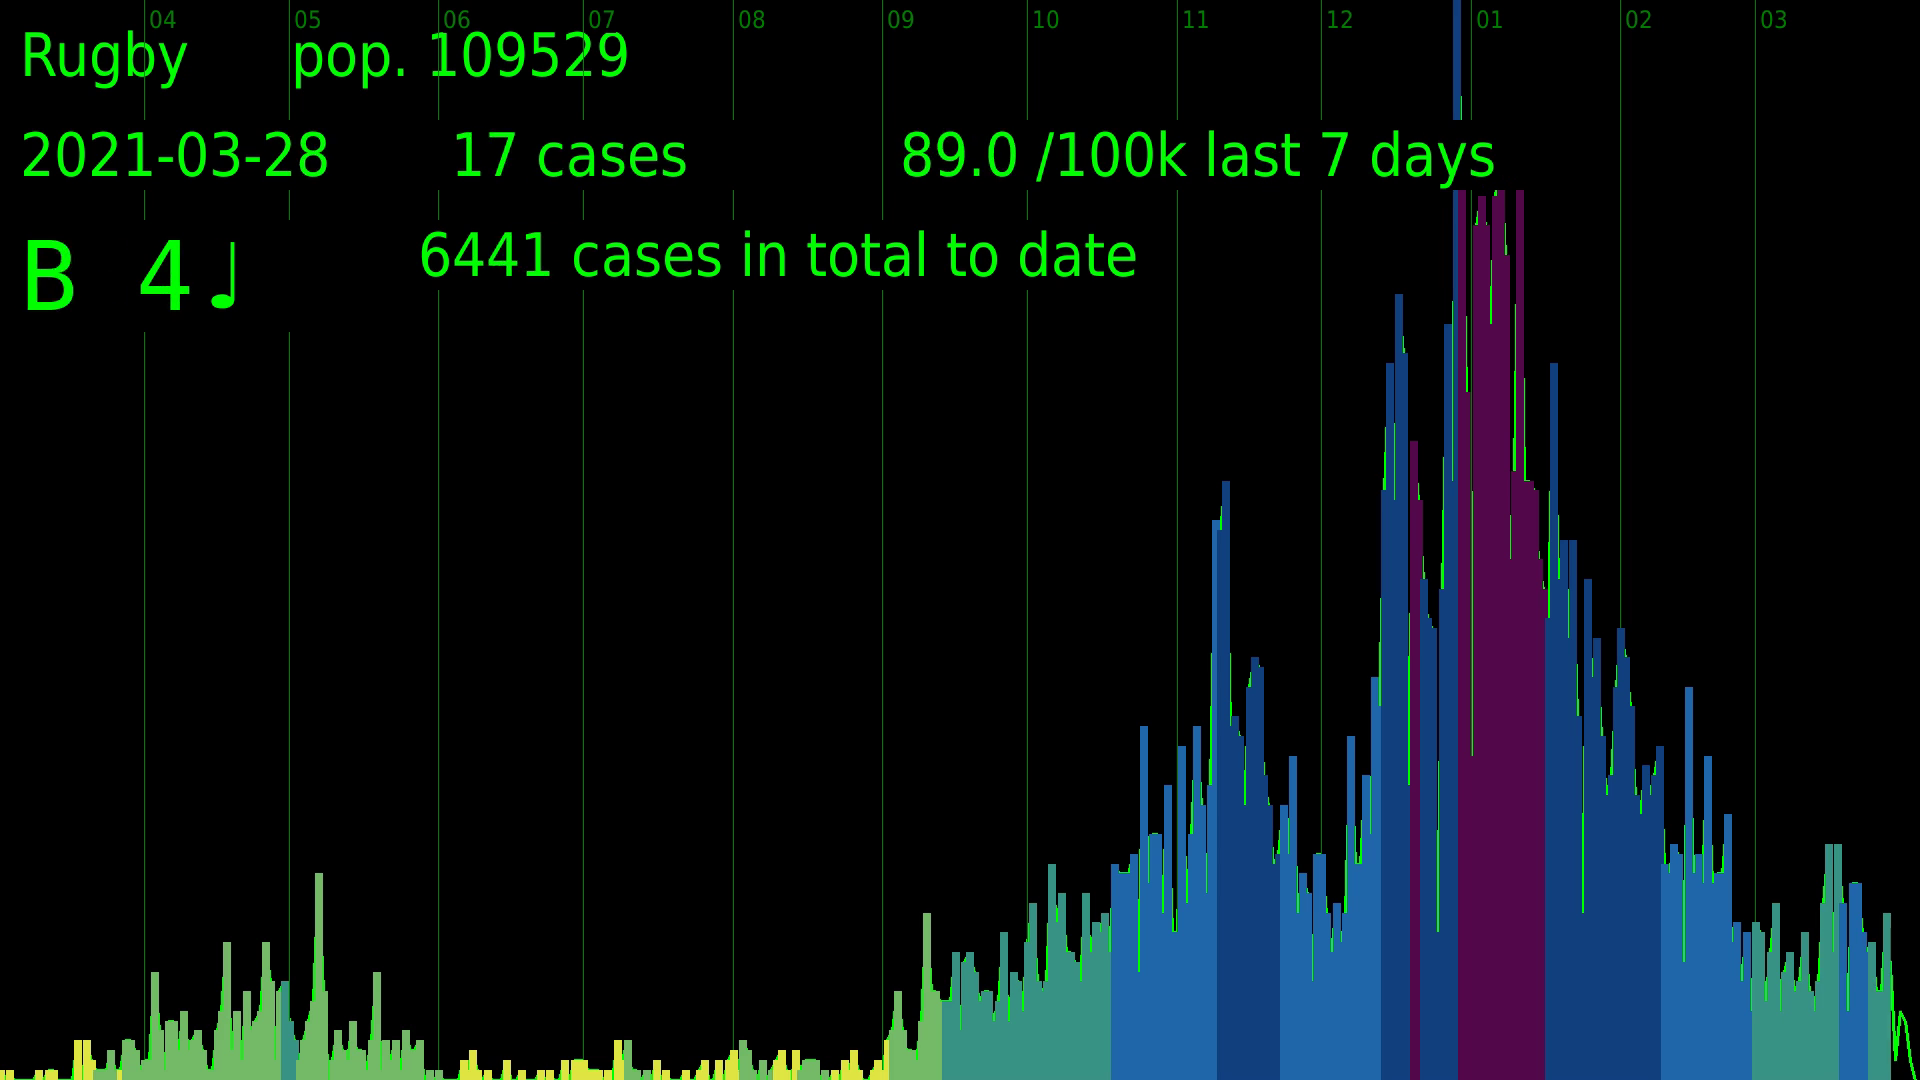 04 05 06 07 08 09 10 11 12 01 02 03
Rugby pop. 109529
2021-03-28 17 cases 89.0 /100k last 7 days
B 4♩ 6441 cases in total to date